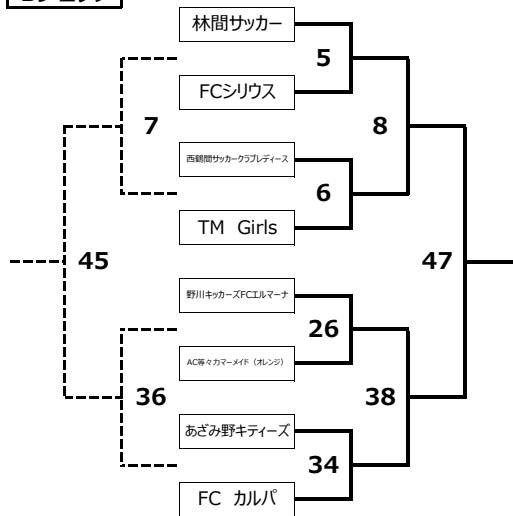 林間サッカー
5
FCシリウス
7
8
西鶴間サッカークラブレディース
6
TM Girls
45
47
野川キッカーズFCエルマーナ
26
AC等々力マーメイド（オレンジ）
36
38
あざみ野キティーズ
34
FC カルパ